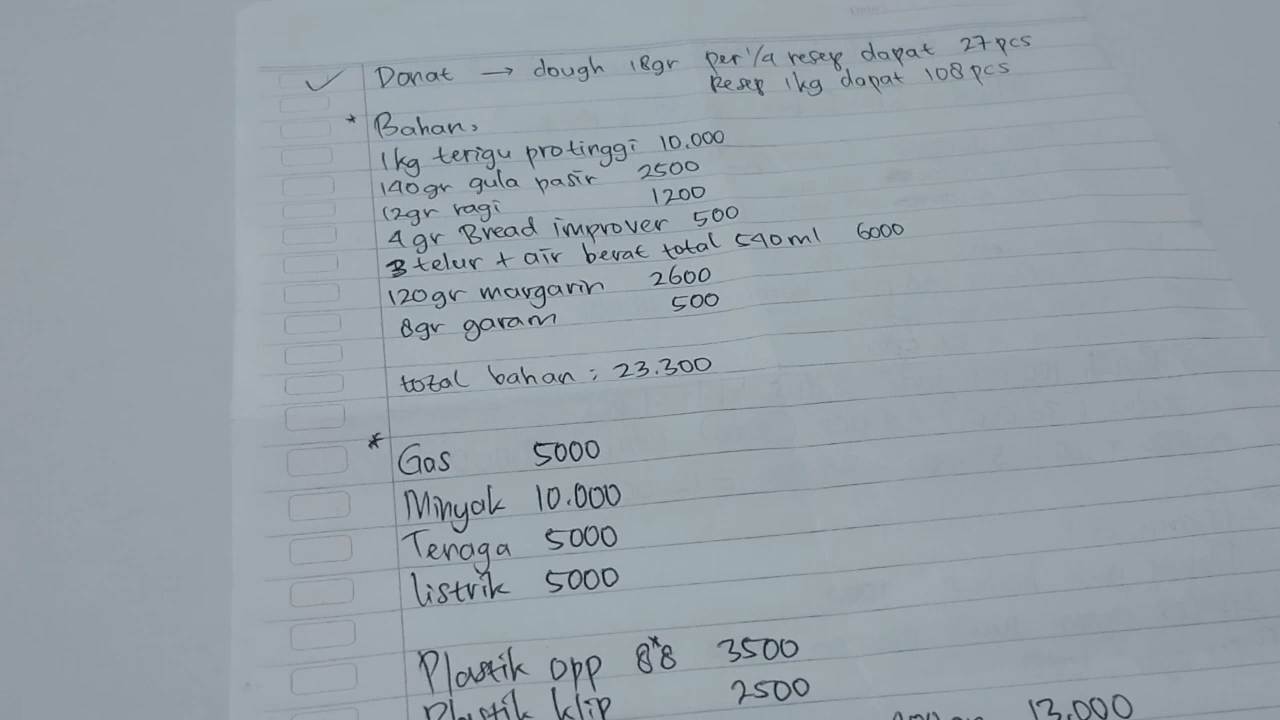 Donat → dough 18gr per 1/4 resep dapat 27 pcs
Resep 1kg dapat 108 pcs
* Bahan,
1kg terigu protinggi 10.000
140gr gula pasir 2500
12gr ragi 1200
4gr Bread improver 500
3 telur + air berat total 540ml 6000
120gr margarin 2600
8gr garam 500
total bahan : 23.300
* Gas 5000
Minyak 10.000
Tenaga 5000
listrik 5000
Plastik opp 8*8 3500
Plastik klip 2500
13.000